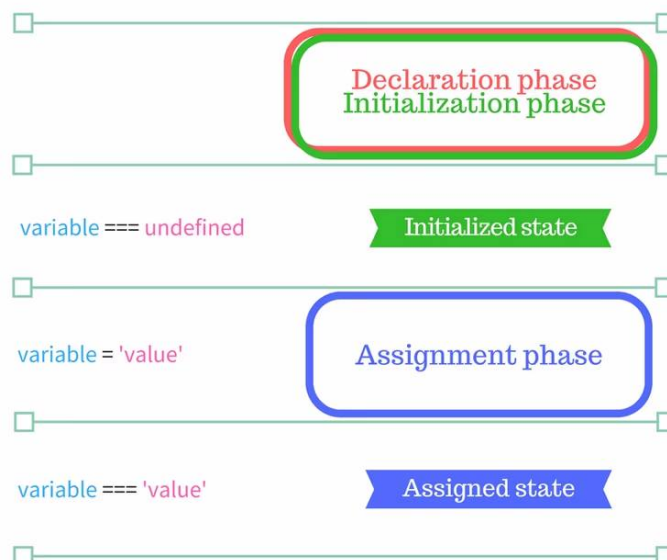 Declaration phase
Initialization phase
variable === undefined
Initialized state
variable = 'value'
Assignment phase
variable === 'value'
Assigned state